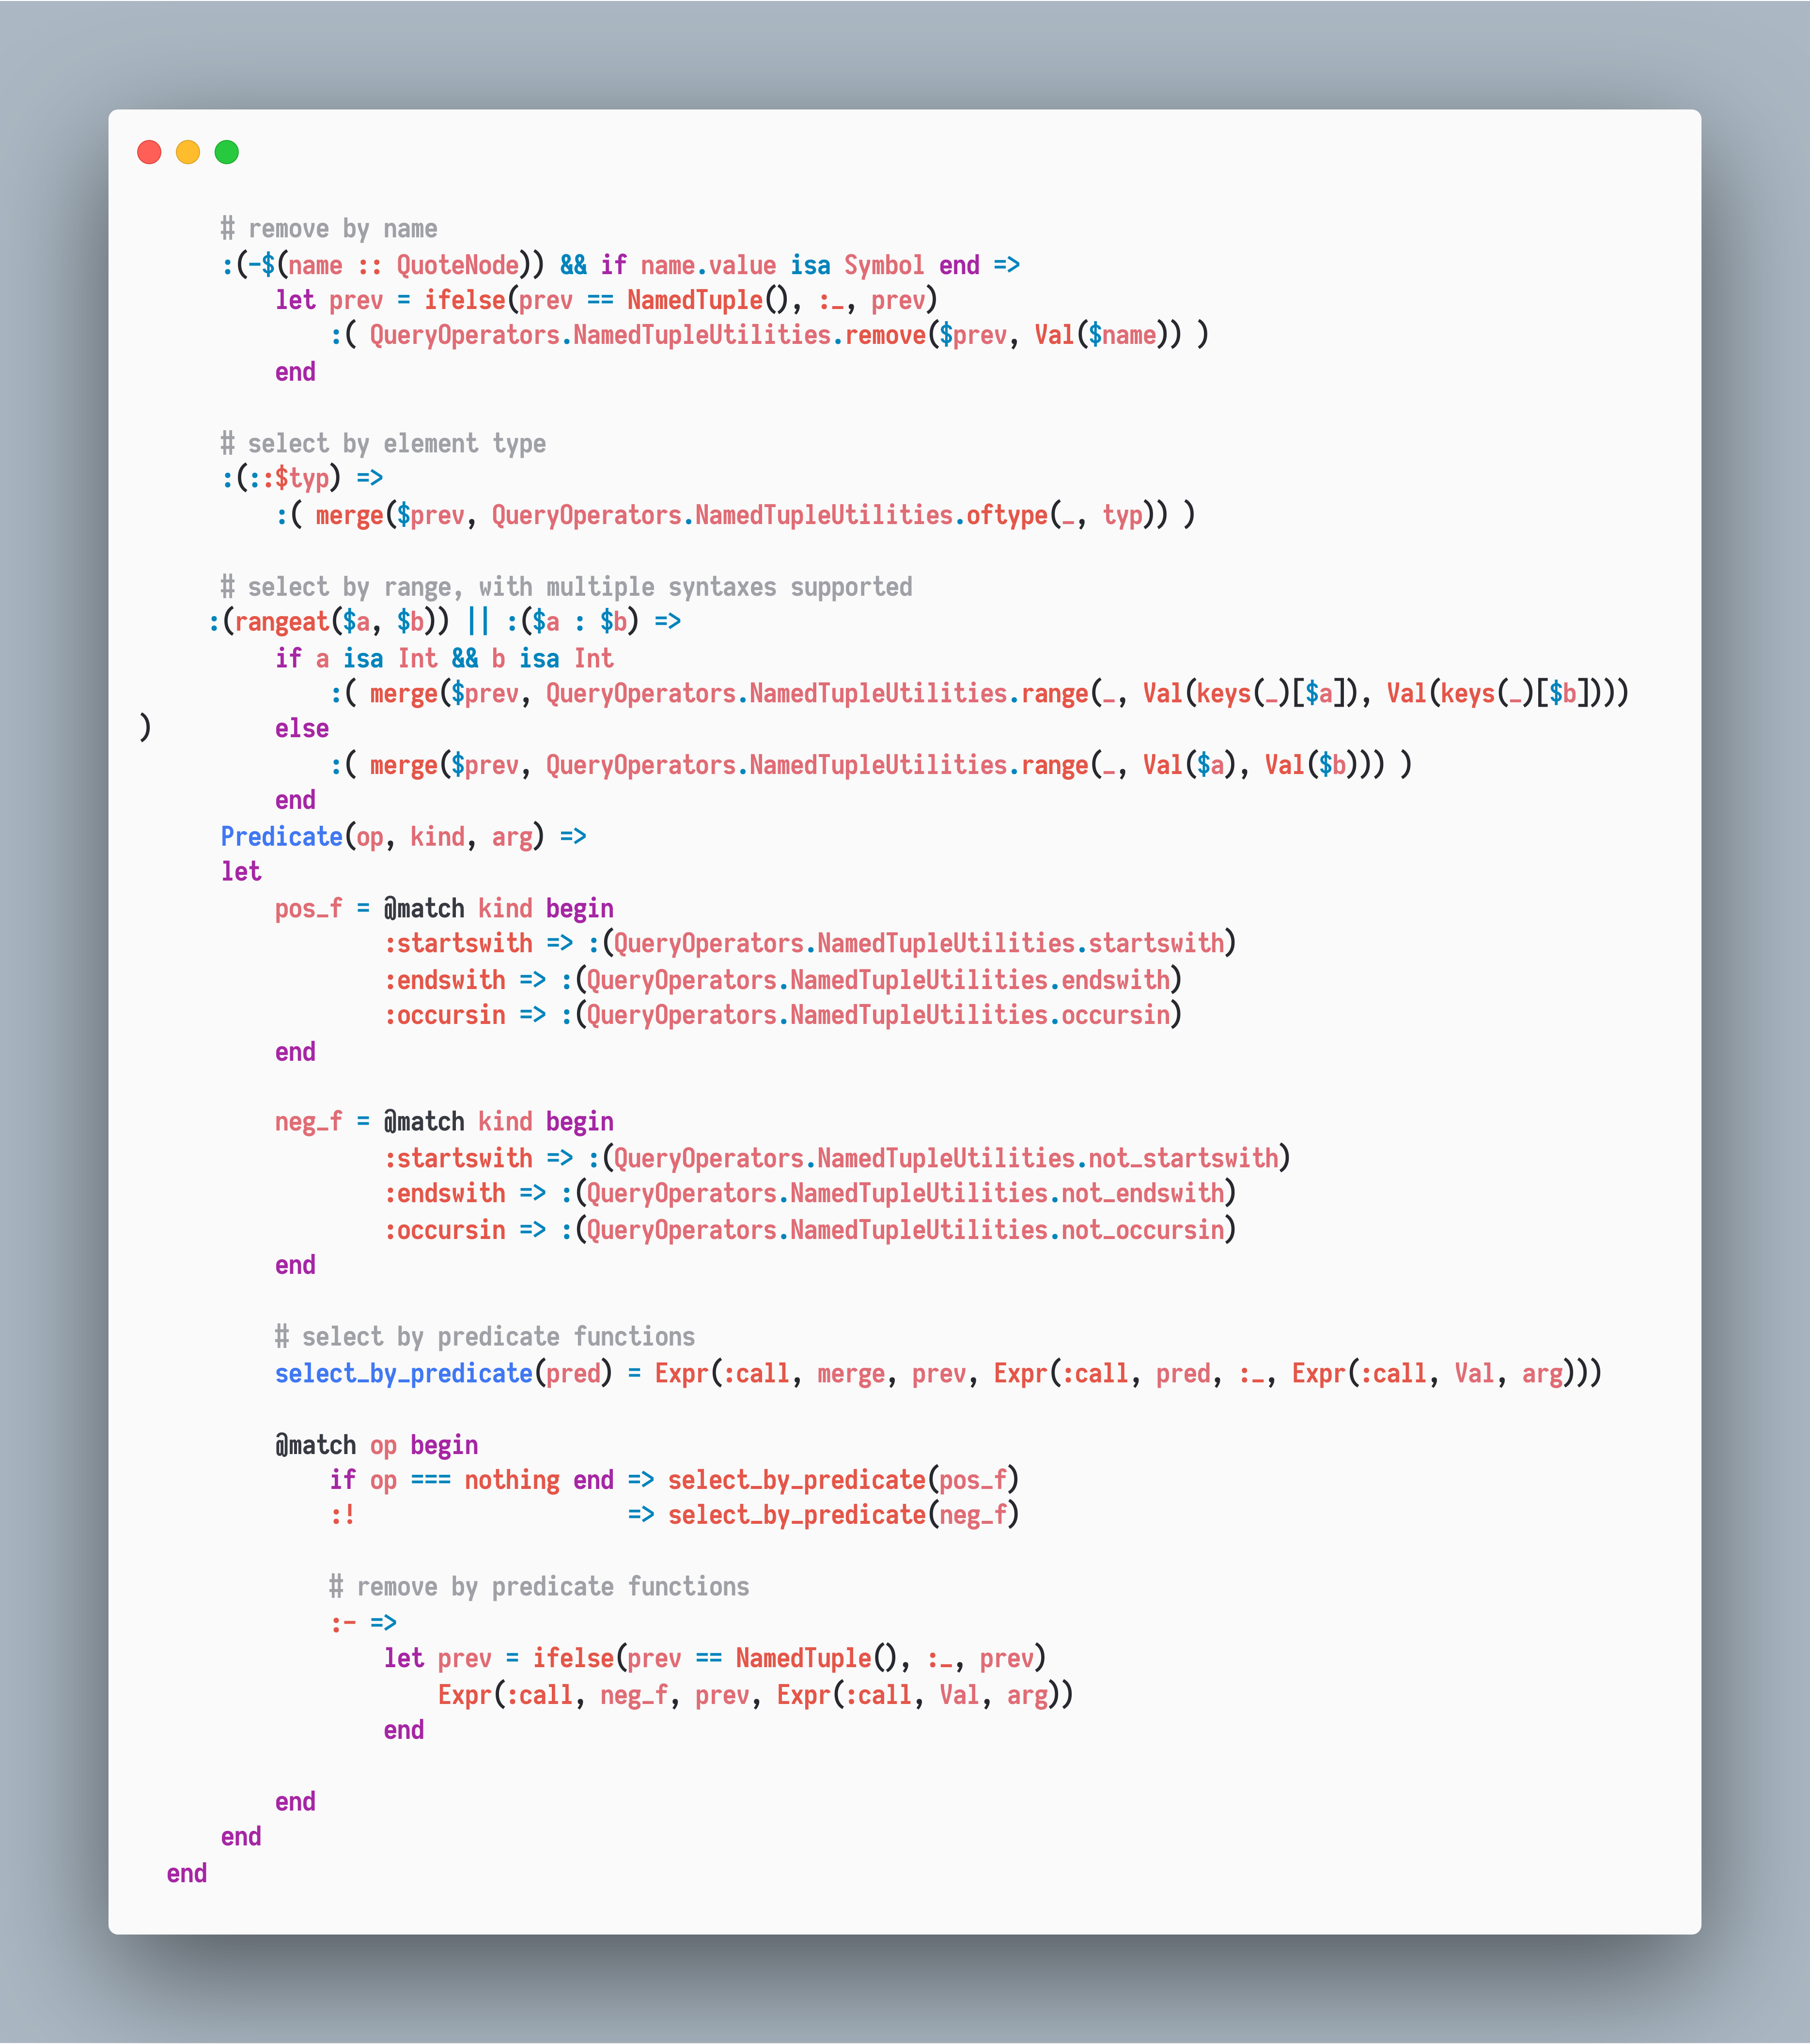 # remove by name
:(-$(name :: QuoteNode)) && if name.value isa Symbol end =>
    let prev = ifelse(prev == NamedTuple(), :_, prev)
        :( QueryOperators.NamedTupleUtilities.remove($prev, Val($name)) )
    end

# select by element type
:(::$typ) =>
    :( merge($prev, QueryOperators.NamedTupleUtilities.oftype(_, typ)) )

# select by range, with multiple syntaxes supported
:(rangeat($a, $b)) || :($a : $b) =>
    if a isa Int && b isa Int
        :( merge($prev, QueryOperators.NamedTupleUtilities.range(_, Val(keys(_)[$a]), Val(keys(_)[$b])))
)         else
        :( merge($prev, QueryOperators.NamedTupleUtilities.range(_, Val($a), Val($b))) )
    end
Predicate(op, kind, arg) =>
let
    pos_f = @match kind begin
            :startswith => :(QueryOperators.NamedTupleUtilities.startswith)
            :endswith => :(QueryOperators.NamedTupleUtilities.endswith)
            :occursin => :(QueryOperators.NamedTupleUtilities.occursin)
    end

    neg_f = @match kind begin
            :startswith => :(QueryOperators.NamedTupleUtilities.not_startswith)
            :endswith => :(QueryOperators.NamedTupleUtilities.not_endswith)
            :occursin => :(QueryOperators.NamedTupleUtilities.not_occursin)
    end

    # select by predicate functions
    select_by_predicate(pred) = Expr(:call, merge, prev, Expr(:call, pred, :_, Expr(:call, Val, arg)))

    @match op begin
        if op === nothing end => select_by_predicate(pos_f)
        :!                    => select_by_predicate(neg_f)

        # remove by predicate functions
        :- =>
            let prev = ifelse(prev == NamedTuple(), :_, prev)
                Expr(:call, neg_f, prev, Expr(:call, Val, arg))
            end

    end
end
end